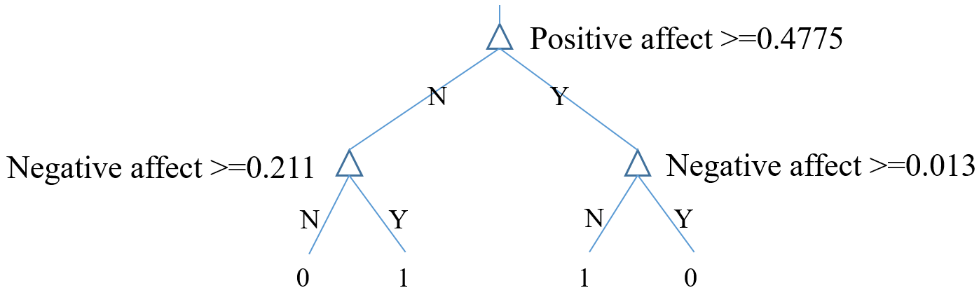 Positive affect >=0.4775
N
Y
Negative affect >=0.211
Negative affect >=0.013
N
Y
N
Y
0
1
1
0